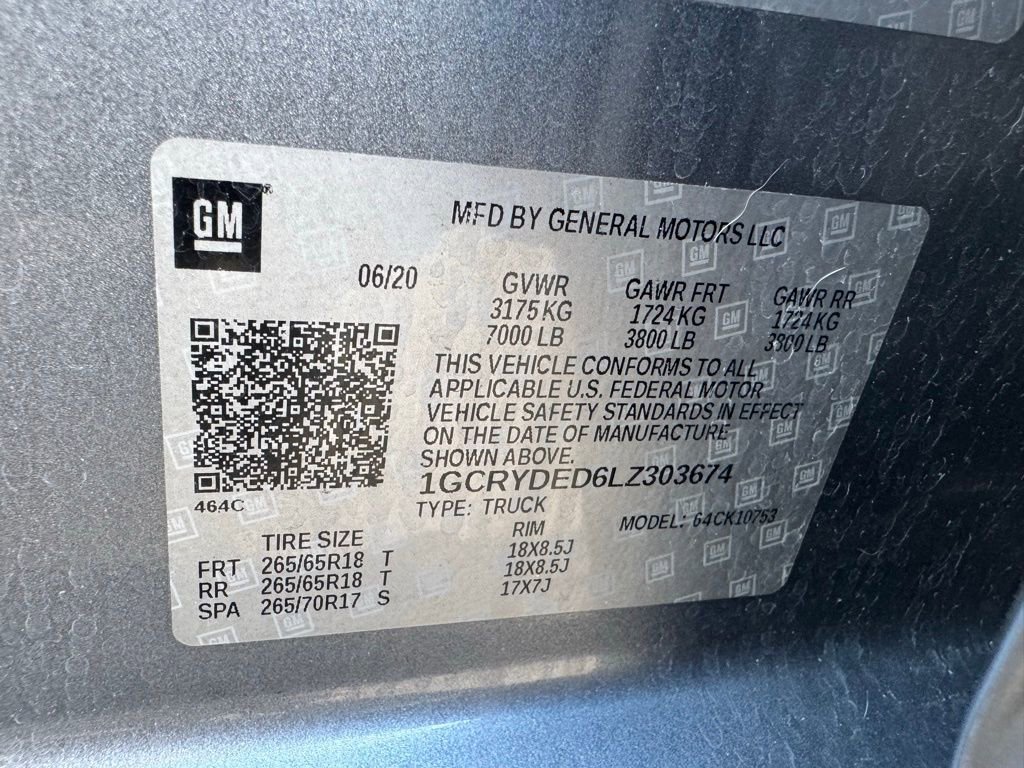 GM
MFD BY GENERAL MOTORS LLC
06/20
GVWR GAWR FRT GAWR RR
3175 KG 1724 KG 1724 KG
7000 LB 3800 LB 3800 LB
THIS VEHICLE CONFORMS TO ALL
APPLICABLE U.S. FEDERAL MOTOR
VEHICLE SAFETY STANDARDS IN EFFECT
ON THE DATE OF MANUFACTURE
SHOWN ABOVE.
1GCRYDED6LZ303674
464C
TYPE: TRUCK MODEL: 64CK10753
TIRE SIZE RIM
FRT 265/65R18 T 18X8.5J
RR 265/65R18 T 18X8.5J
SPA 265/70R17 S 17X7J